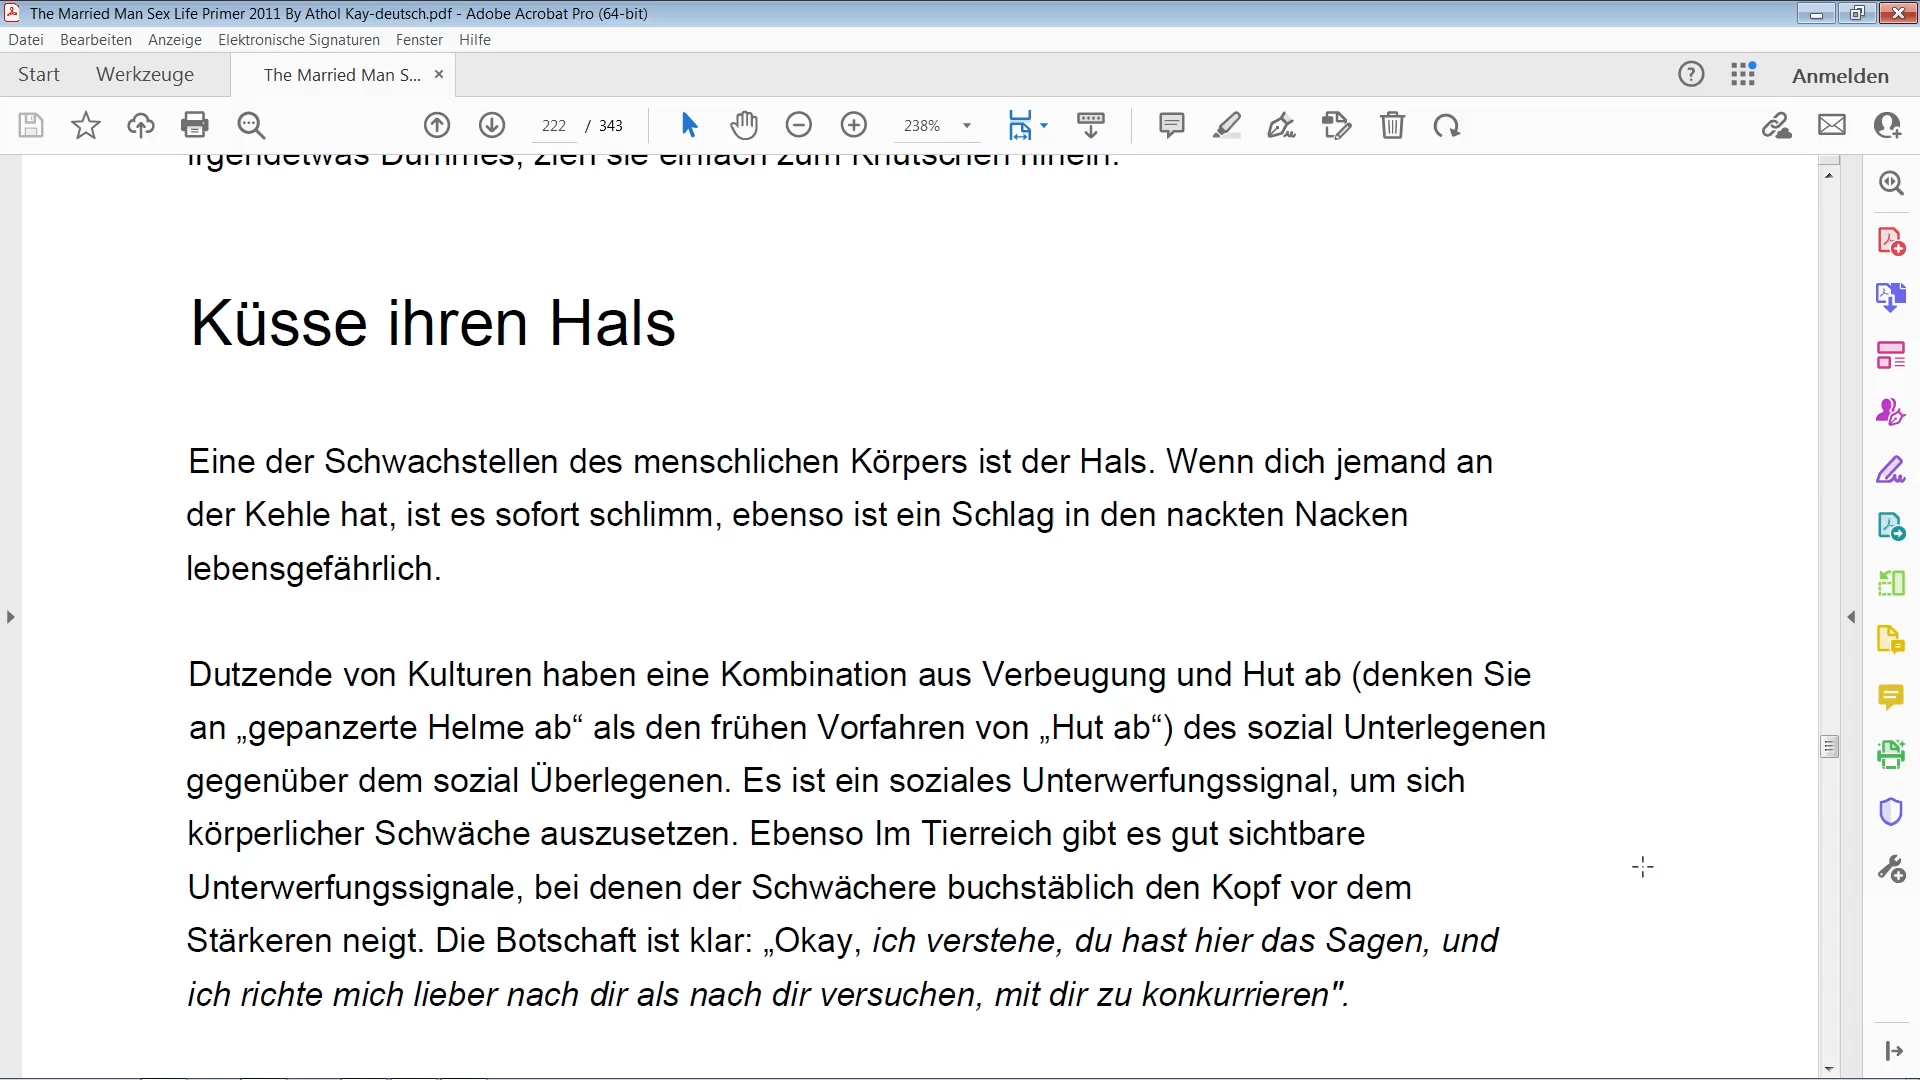 The Married Man Sex Life Primer 2011 By Athol Kay-deutsch.pdf - Adobe Acrobat Pro (64-bit)
Datei Bearbeiten Anzeige Elektronische Signaturen Fenster Hilfe
Start Werkzeuge The Married Man S... × Anmelden
222 / 343 238%
irgendetwas Dummes, zieh sie einfach zum Knutschen hinein.
Küsse ihren Hals
Eine der Schwachstellen des menschlichen Körpers ist der Hals. Wenn dich jemand an
der Kehle hat, ist es sofort schlimm, ebenso ist ein Schlag in den nackten Nacken
lebensgefährlich.
Dutzende von Kulturen haben eine Kombination aus Verbeugung und Hut ab (denken Sie
an „gepanzerte Helme ab“ als den frühen Vorfahren von „Hut ab“) des sozial Unterlegenen
gegenüber dem sozial Überlegenen. Es ist ein soziales Unterwerfungssignal, um sich
körperlicher Schwäche auszusetzen. Ebenso Im Tierreich gibt es gut sichtbare
Unterwerfungssignale, bei denen der Schwächere buchstäblich den Kopf vor dem
Stärkeren neigt. Die Botschaft ist klar: „Okay, ich verstehe, du hast hier das Sagen, und
ich richte mich lieber nach dir als nach dir versuchen, mit dir zu konkurrieren".